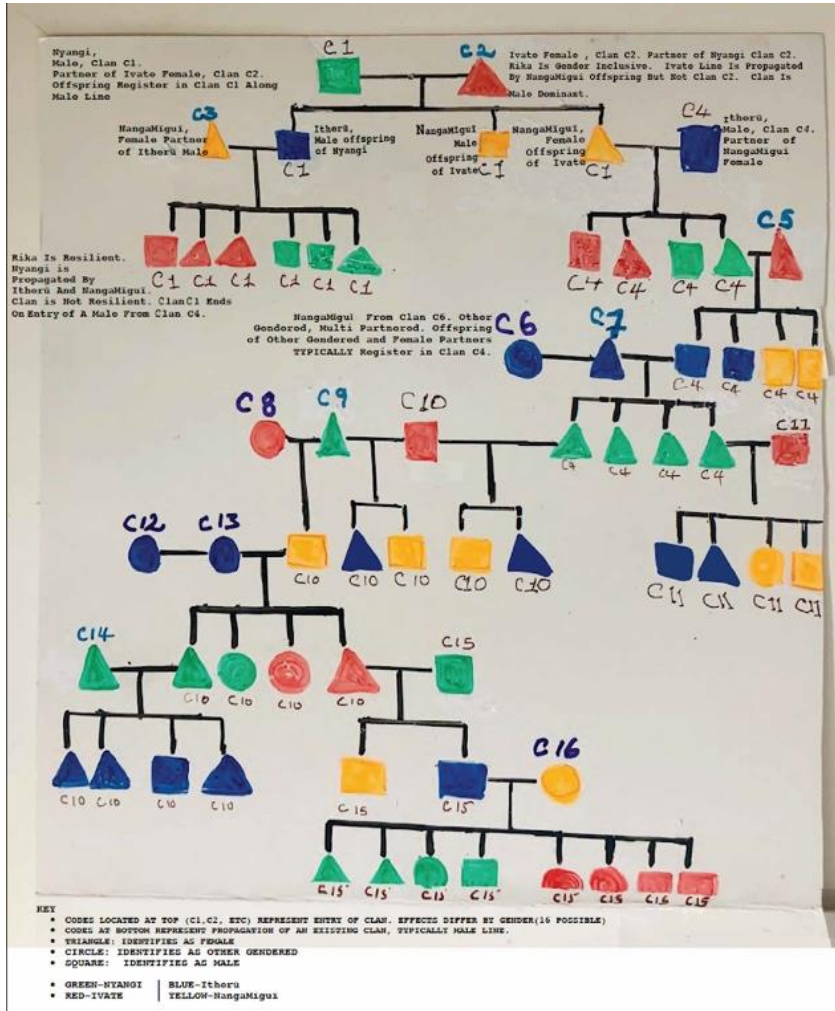 C1
C2
Nyangi,
Male, Clan C1.
Partner of Ivate Female, Clan C2.
Offspring Register in Clan C1 Along
Male Line
Ivate Female , Clan C2. Partner of Nyangi Clan C2.
Rika Is Gender Inclusive. Ivate Line Is Propagated
By NangaMigui Offspring But Not Clan C2. Clan Is
Male Dominant.
C3
NangaMigui,
Female Partner
of Itherũ Male
Itherũ,
Male offspring
of Nyangi
C1
NangaMigui
Male
Offspring
of Ivate
C1
NangaMigui,
Female
Offspring
of Ivate
C1
C4
Itherũ,
Male, Clan C4.
Partner of
NangaMigui
Female
C1 C1 C1 C1 C1 C1
C4 C4 C4 C4
C5
Rika Is Resilient.
Nyangi is
Propagated By
Itherũ And NangaMigui.
Clan is Not Resilient. ClanC1 Ends
On Entry of A Male From Clan C4.
NangaMigui From Clan C6. Other
Gendered, Multi Partnered. Offspring
of Other Gendered and Female Partners
TYPICALLY Register in Clan C4.
C6 C7
C4 C4 C4 C4
C8 C9 C10 C11
C4 C4 C4
C12 C13
C10 C10 C10 C10 C10
C11 C11 C11 C11
C14 C15
C10 C10 C10 C10
C16
C10 C10 C10 C10
C15 C15
C15 C15 C15 C15 C15 C15 C15 C15
KEY
• CODES LOCATED AT TOP (C1,C2, ETC) REPRESENT ENTRY OF CLAN. EFFECTS DIFFER BY GENDER(16 POSSIBLE)
• CODES AT BOTTOM REPRESENT PROPAGATION OF AN EXISTING CLAN, TYPICALLY MALE LINE.
• TRIANGLE: IDENTIFIES AS FEMALE
• CIRCLE: IDENTIFIES AS OTHER GENDERED
• SQUARE: IDENTIFIES AS MALE
• GREEN-NYANGI BLUE-Itherũ
• RED-IVATE YELLOW-NangaMigui